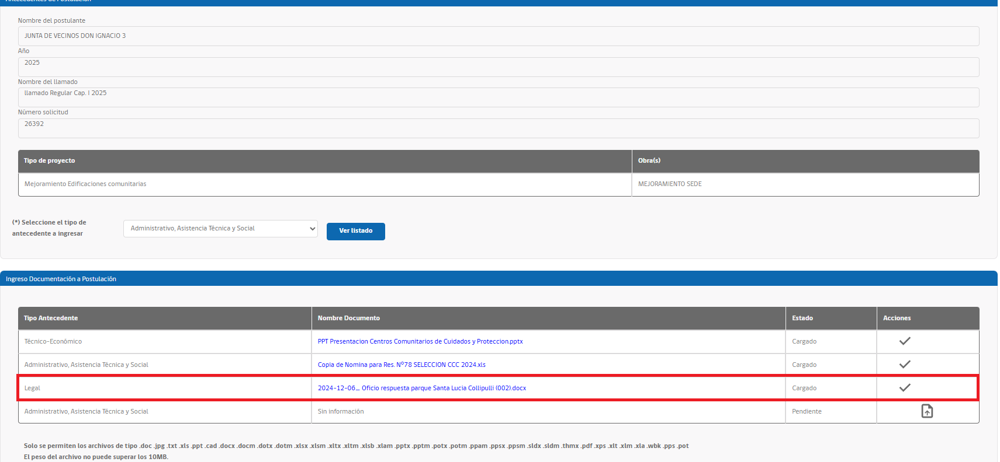 Antecedentes de Postulación
Nombre del postulante
JUNTA DE VECINOS DON IGNACIO 3
Año
2025
Nombre del llamado
llamado Regular Cap. I 2025
Número solicitud
26392
Tipo de proyecto Obra(s)
Mejoramiento Edificaciones comunitarias MEJORAMIENTO SEDE
(*) Seleccione el tipo de
antecedente a ingresar
Administrativo, Asistencia Técnica y Social
Ver listado
Ingreso Documentación a Postulación
Tipo Antecedente Nombre Documento Estado Acciones
Técnico-Económico PPT Presentacion Centros Comunitarios de Cuidados y Proteccion.pptx Cargado
Administrativo, Asistencia Técnica y Social Copia de Nomina para Res. Nº78 SELECCION CCC 2024.xls Cargado
Legal 2024-12-06_ Oficio respuesta parque Santa Lucia Collipulli (002).docx Cargado
Administrativo, Asistencia Técnica y Social Sin información Pendiente
Solo se permiten los archivos de tipo .doc .jpg .txt .xls .ppt .cad .docx .docm .dotx .dotm .xlsx .xlsm .xltx .xltm .xlsb .xlam .pptx .pptm .potx .potm .ppam .ppsx .ppsm .sldx .sldm .thmx .pdf .xps .xlt .xlm .xla .wbk .pps .pot
El peso del archivo no puede superar los 10MB.